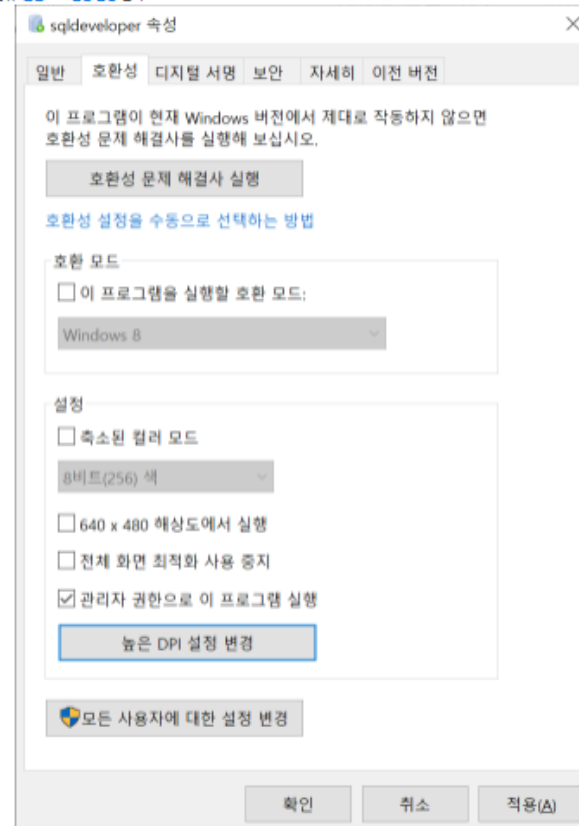 sqldeveloper 속성
일반 호환성 디지털 서명 보안 자세히 이전 버전
이 프로그램이 현재 Windows 버전에서 제대로 작동하지 않으면
호환성 문제 해결사를 실행해 보십시오.
호환성 문제 해결사 실행
호환성 설정을 수동으로 선택하는 방법
호환 모드
이 프로그램을 실행할 호환 모드:
Windows 8
설정
축소된 컬러 모드
8비트(256) 색
640 x 480 해상도에서 실행
전체 화면 최적화 사용 중지
관리자 권한으로 이 프로그램 실행
높은 DPI 설정 변경
모든 사용자에 대한 설정 변경
확인 취소 적용(A)